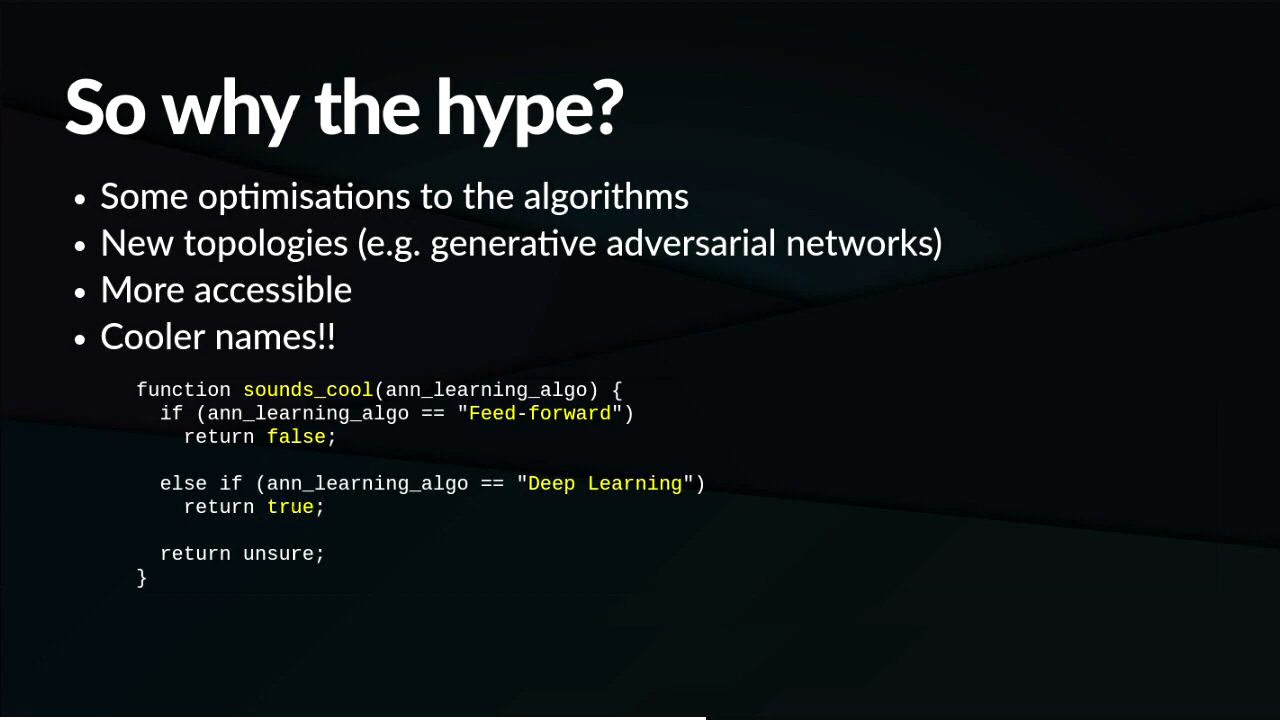 So why the hype?
• Some optimisations to the algorithms
• New topologies (e.g. generative adversarial networks)
• More accessible
• Cooler names!!
function sounds_cool(ann_learning_algo) {
  if (ann_learning_algo == "Feed-forward")
    return false;
  else if (ann_learning_algo == "Deep Learning")
    return true;
  return unsure;
}